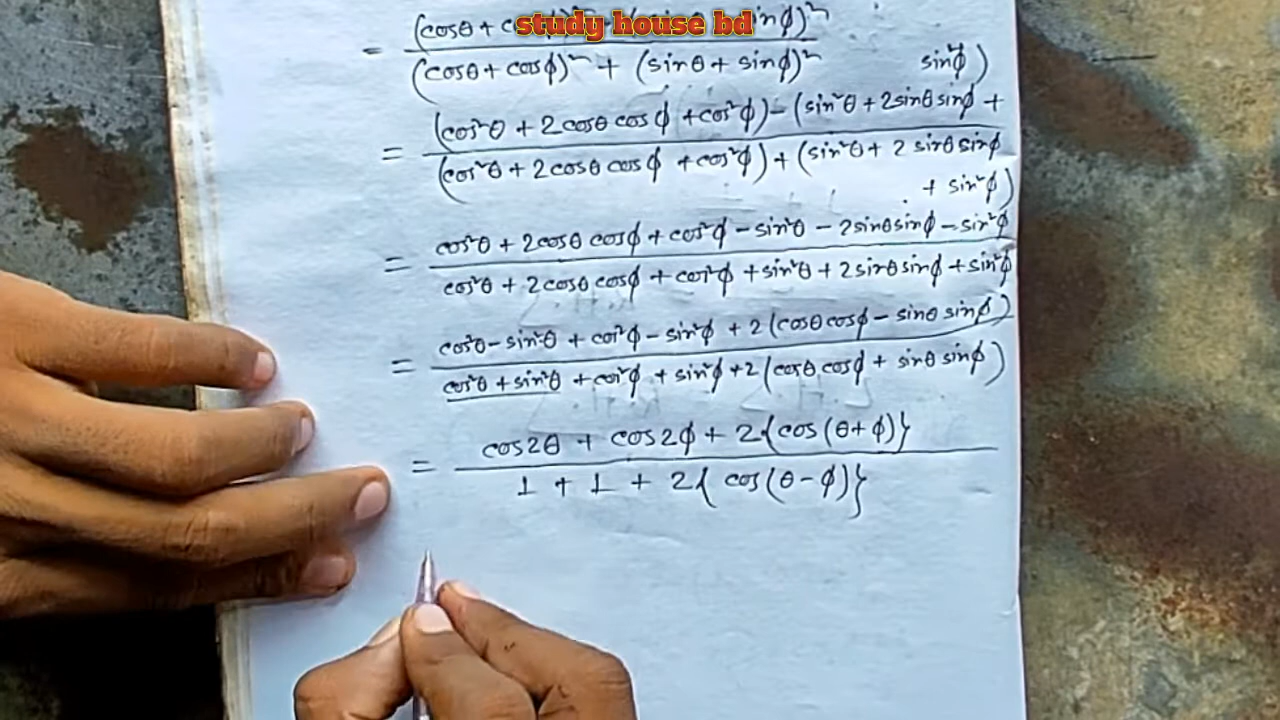 study house bd
(cosθ + sinφ)²
= (cosθ + cosφ)² + (sinθ + sinφ)²
sin²φ)
(cos²θ + 2cosθ cosφ + cos²φ) - (sin²θ + 2sinθ sinφ +
= (cos²θ + 2cosθ cosφ + cos²φ) + (sin²θ + 2 sinθ sinφ
+ sin²φ)
cos²θ + 2cosθ cosφ + cos²φ - sin²θ - 2sinθ sinφ - sin²φ
= cos²θ + 2cosθ cosφ + cos²φ + sin²θ + 2sinθ sinφ + sin²φ
cos²θ - sin²θ + cos²φ - sin²φ + 2(cosθ cosφ - sinθ sinφ)
= cos²θ + sin²θ + cos²φ + sin²φ + 2(cosθ cosφ + sinθ sinφ)
cos2θ + cos2φ + 2{cos(θ+φ)}
= 1 + 1 + 2{cos(θ-φ)}